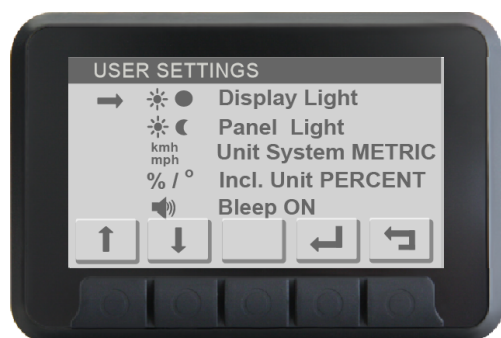 USER SETTINGS
Display Light
Panel Light
kmh
mph
Unit System METRIC
% / °
Incl. Unit PERCENT
Bleep ON